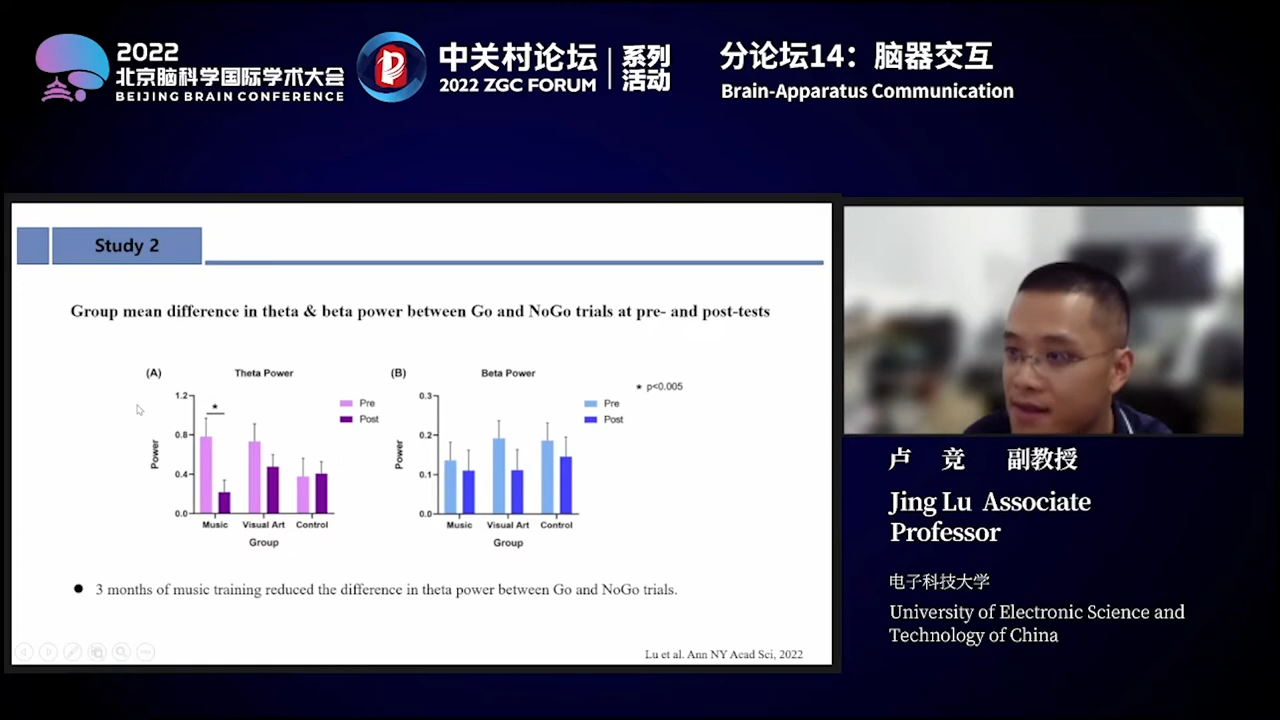 2022
北京脑科学国际学术大会
BEIJING BRAIN CONFERENCE
中关村论坛
2022 ZGC FORUM
系列
活动
分论坛14：脑器交互
Brain-Apparatus Communication
Study 2
Group mean difference in theta & beta power between Go and NoGo trials at pre- and post-tests
(A)
Theta Power
1.2
0.8
0.4
0.0
Power
*
Pre
Post
Music
Visual Art
Control
Group
(B)
Beta Power
0.3
0.2
0.1
0.0
Power
Pre
Post
Music
Visual Art
Control
Group
* p<0.005
● 3 months of music training reduced the difference in theta power between Go and NoGo trials.
Lu et al. Ann NY Acad Sci, 2022
卢 竞 副教授
Jing Lu Associate
Professor
电子科技大学
University of Electronic Science and
Technology of China